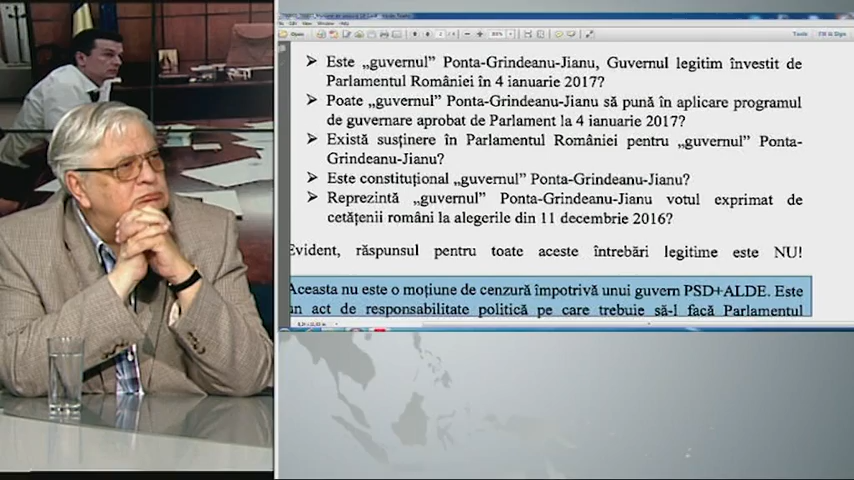 Este „guvernul” Ponta-Grindeanu-Jianu, Guvernul legitim învestit de
Parlamentul României în 4 ianuarie 2017?
Poate „guvernul” Ponta-Grindeanu-Jianu să pună în aplicare programul
de guvernare aprobat de Parlament la 4 ianuarie 2017?
Există susținere în Parlamentul României pentru „guvernul” Ponta-
Grindeanu-Jianu?
Este constituțional „guvernul” Ponta-Grindeanu-Jianu?
Reprezintă „guvernul” Ponta-Grindeanu-Jianu votul exprimat de
cetățenii români la alegerile din 11 decembrie 2016?
Evident, răspunsul pentru toate aceste întrebări legitime este NU!
Aceasta nu este o moțiune de cenzură împotrivă unui guvern PSD+ALDE. Este
un act de responsabilitate politică pe care trebuie să-l facă Parlamentul